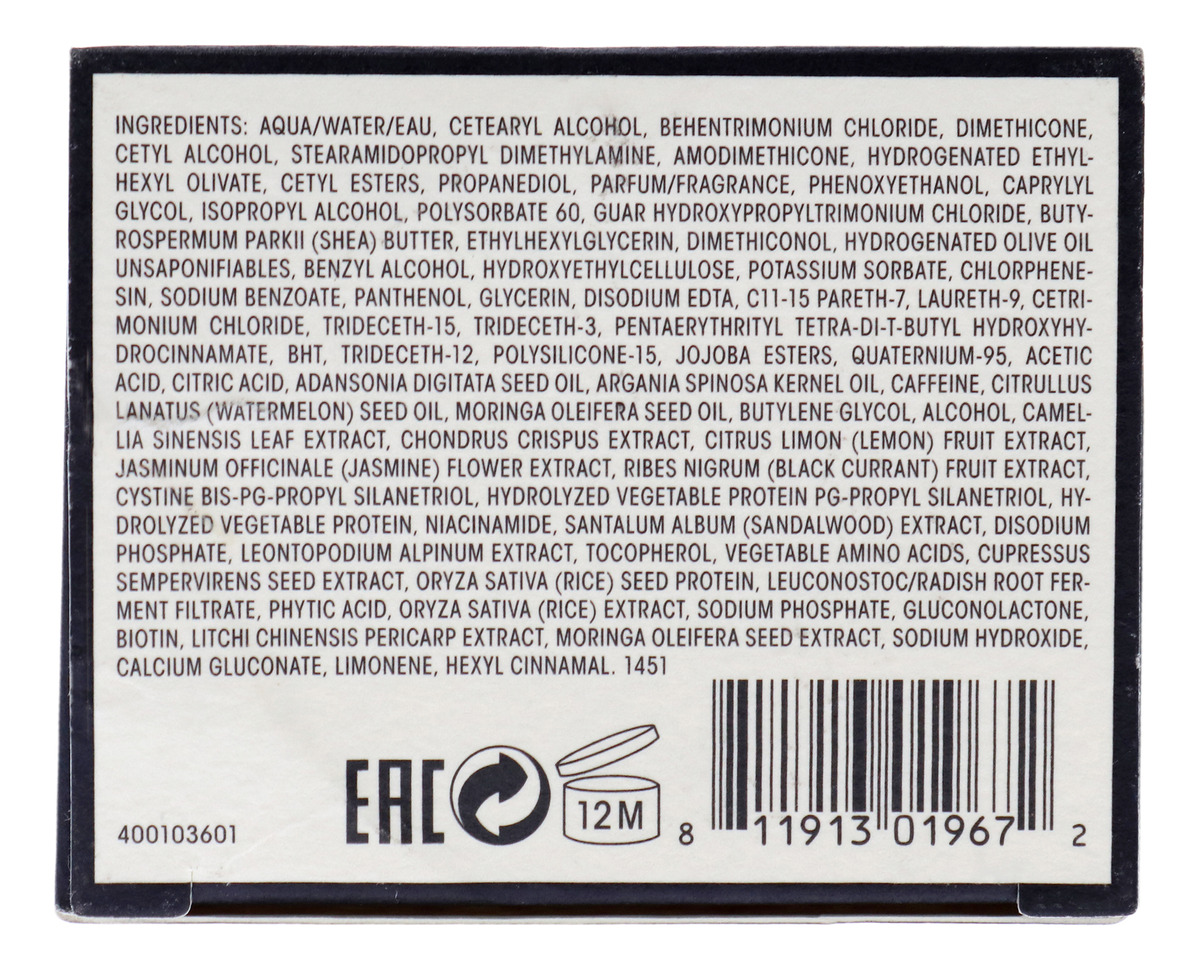 INGREDIENTS: AQUA/WATER/EAU, CETEARYL ALCOHOL, BEHENTRIMONIUM CHLORIDE, DIMETHICONE,
CETYL ALCOHOL, STEARAMIDOPROPYL DIMETHYLAMINE, AMODIMETHICONE, HYDROGENATED ETHYL-
HEXYL OLIVATE, CETYL ESTERS, PROPANEDIOL, PARFUM/FRAGRANCE, PHENOXYETHANOL, CAPRYLYL
GLYCOL, ISOPROPYL ALCOHOL, POLYSORBATE 60, GUAR HYDROXYPROPYLTRIMONIUM CHLORIDE, BUTY-
ROSPERMUM PARKII (SHEA) BUTTER, ETHYLHEXYLGLYCERIN, DIMETHICONOL, HYDROGENATED OLIVE OIL
UNSAPONIFIABLES, BENZYL ALCOHOL, HYDROXYETHYLCELLULOSE, POTASSIUM SORBATE, CHLORPHENE-
SIN, SODIUM BENZOATE, PANTHENOL, GLYCERIN, DISODIUM EDTA, C11-15 PARETH-7, LAURETH-9, CETRI-
MONIUM CHLORIDE, TRIDECETH-15, TRIDECETH-3, PENTAERYTHRITYL TETRA-DI-T-BUTYL HYDROXYHY-
DROCINNAMATE, BHT, TRIDECETH-12, POLYSILICONE-15, JOJOBA ESTERS, QUATERNIUM-95, ACETIC
ACID, CITRIC ACID, ADANSONIA DIGITATA SEED OIL, ARGANIA SPINOSA KERNEL OIL, CAFFEINE, CITRULLUS
LANATUS (WATERMELON) SEED OIL, MORINGA OLEIFERA SEED OIL, BUTYLENE GLYCOL, ALCOHOL, CAMEL-
LIA SINENSIS LEAF EXTRACT, CHONDRUS CRISPUS EXTRACT, CITRUS LIMON (LEMON) FRUIT EXTRACT,
JASMINUM OFFICINALE (JASMINE) FLOWER EXTRACT, RIBES NIGRUM (BLACK CURRANT) FRUIT EXTRACT,
CYSTINE BIS-PG-PROPYL SILANETRIOL, HYDROLYZED VEGETABLE PROTEIN PG-PROPYL SILANETRIOL, HY-
DROLYZED VEGETABLE PROTEIN, NIACINAMIDE, SANTALUM ALBUM (SANDALWOOD) EXTRACT, DISODIUM
PHOSPHATE, LEONTOPODIUM ALPINUM EXTRACT, TOCOPHEROL, VEGETABLE AMINO ACIDS, CUPRESSUS
SEMPERVIRENS SEED EXTRACT, ORYZA SATIVA (RICE) SEED PROTEIN, LEUCONOSTOC/RADISH ROOT FER-
MENT FILTRATE, PHYTIC ACID, ORYZA SATIVA (RICE) EXTRACT, SODIUM PHOSPHATE, GLUCONOLACTONE,
BIOTIN, LITCHI CHINENSIS PERICARP EXTRACT, MORINGA OLEIFERA SEED EXTRACT, SODIUM HYDROXIDE,
CALCIUM GLUCONATE, LIMONENE, HEXYL CINNAMAL. 1451
400103601 EAC 12M 8 11913 01967 2